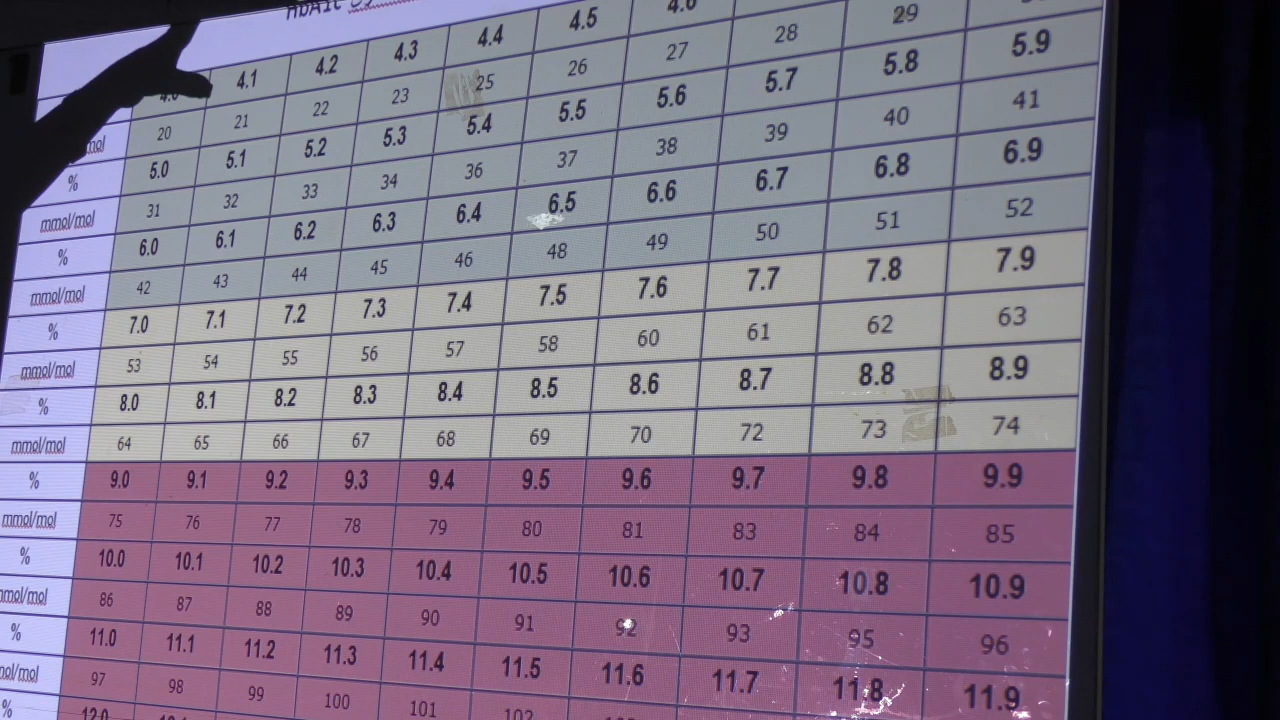 HbA1c
4.0 4.1 4.2 4.3 4.4 4.5 4.6
mol 20 21 22 23 25 26 27 28 29
% 5.0 5.1 5.2 5.3 5.4 5.5 5.6 5.7 5.8 5.9
mmol/mol 31 32 33 34 36 37 38 39 40 41
% 6.0 6.1 6.2 6.3 6.4 6.5 6.6 6.7 6.8 6.9
mmol/mol 42 43 44 45 46 48 49 50 51 52
% 7.0 7.1 7.2 7.3 7.4 7.5 7.6 7.7 7.8 7.9
mmol/mol 53 54 55 56 57 58 60 61 62 63
% 8.0 8.1 8.2 8.3 8.4 8.5 8.6 8.7 8.8 8.9
mmol/mol 64 65 66 67 68 69 70 72 73 74
% 9.0 9.1 9.2 9.3 9.4 9.5 9.6 9.7 9.8 9.9
mmol/mol 75 76 77 78 79 80 81 83 84 85
% 10.0 10.1 10.2 10.3 10.4 10.5 10.6 10.7 10.8 10.9
mmol/mol 86 87 88 89 90 91 92 93 95 96
% 11.0 11.1 11.2 11.3 11.4 11.5 11.6 11.7 11.8 11.9
mol/mol 97 98 99 100 101 102
% 12.0